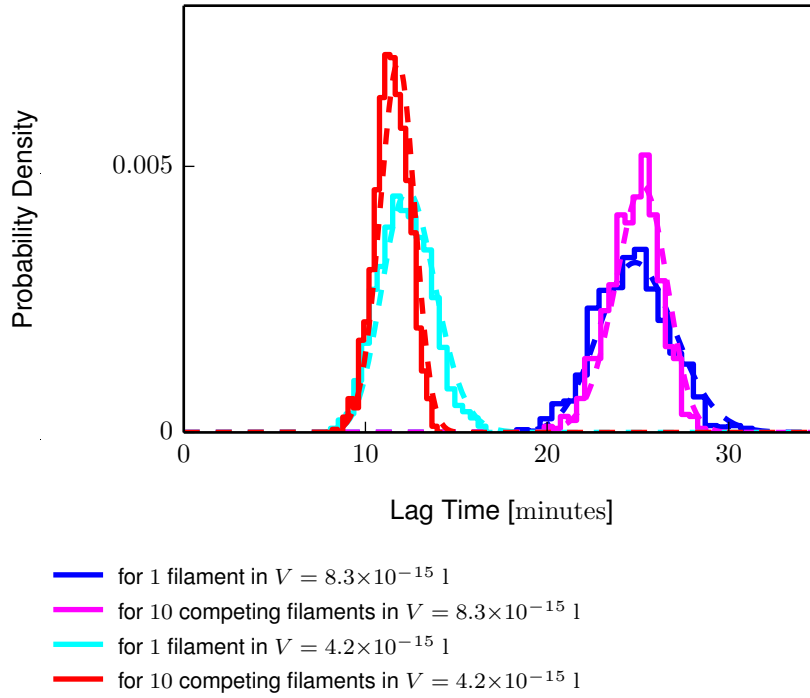 Probability Density
0.005
0
0 10 20 30
Lag Time [minutes]
for 1 filament in V = 8.3×10⁻¹⁵ l
for 10 competing filaments in V = 8.3×10⁻¹⁵ l
for 1 filament in V = 4.2×10⁻¹⁵ l
for 10 competing filaments in V = 4.2×10⁻¹⁵ l